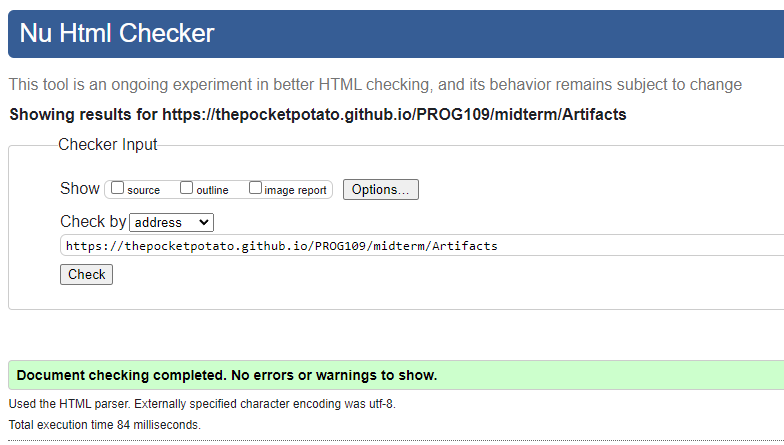 Nu Html Checker
This tool is an ongoing experiment in better HTML checking, and its behavior remains subject to change
Showing results for https://thepocketpotato.github.io/PROG109/midterm/Artifacts
Checker Input
Show source outline image report Options...
Check by address
https://thepocketpotato.github.io/PROG109/midterm/Artifacts
Check
Document checking completed. No errors or warnings to show.
Used the HTML parser. Externally specified character encoding was utf-8.
Total execution time 84 milliseconds.